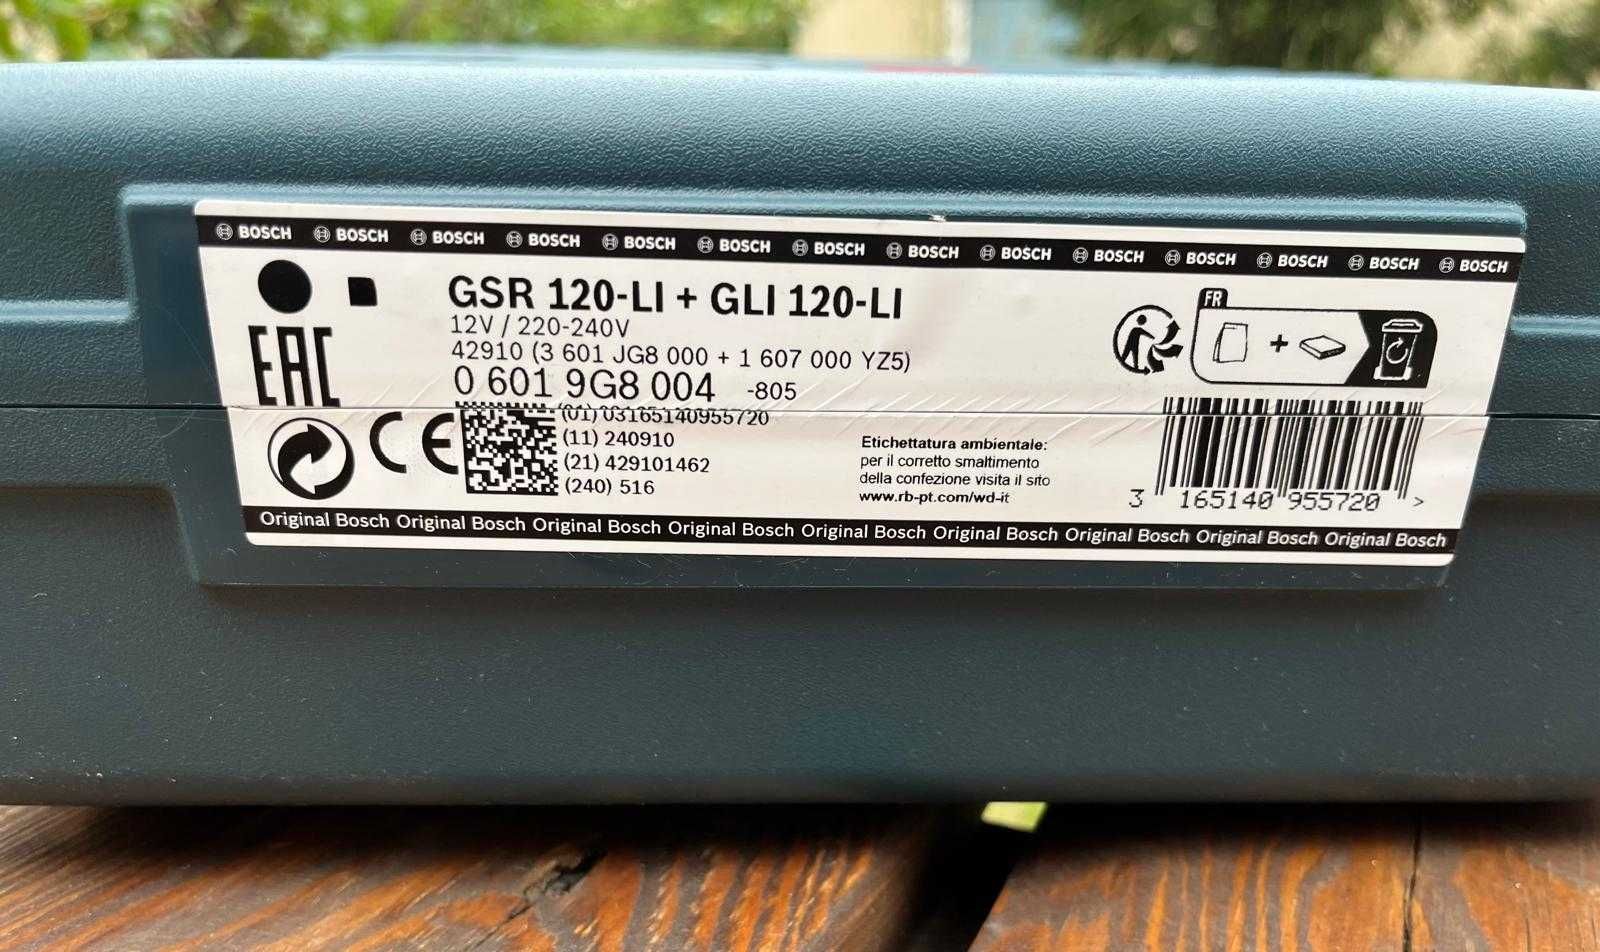 BOSCH BOSCH BOSCH BOSCH BOSCH BOSCH BOSCH BOSCH BOSCH BOSCH BOSCH BOSCH BOSCH BOSCH
GSR 120-LI + GLI 120-LI
12V / 220-240V
42910 (3 601 JG8 000 + 1 607 000 YZ5)
0 601 9G8 004 -805
EAC
CE
(01) 03165140955720
(11) 240910
(21) 429101462
(240) 516
Etichettatura ambientale:
per il corretto smaltimento
della confezione visita il sito
www.rb-pt.com/wd-it
FR
+
3 165140 955720 >
Original Bosch Original Bosch Original Bosch Original Bosch Original Bosch Original Bosch Original Bosch Original Bosch Original Bosch